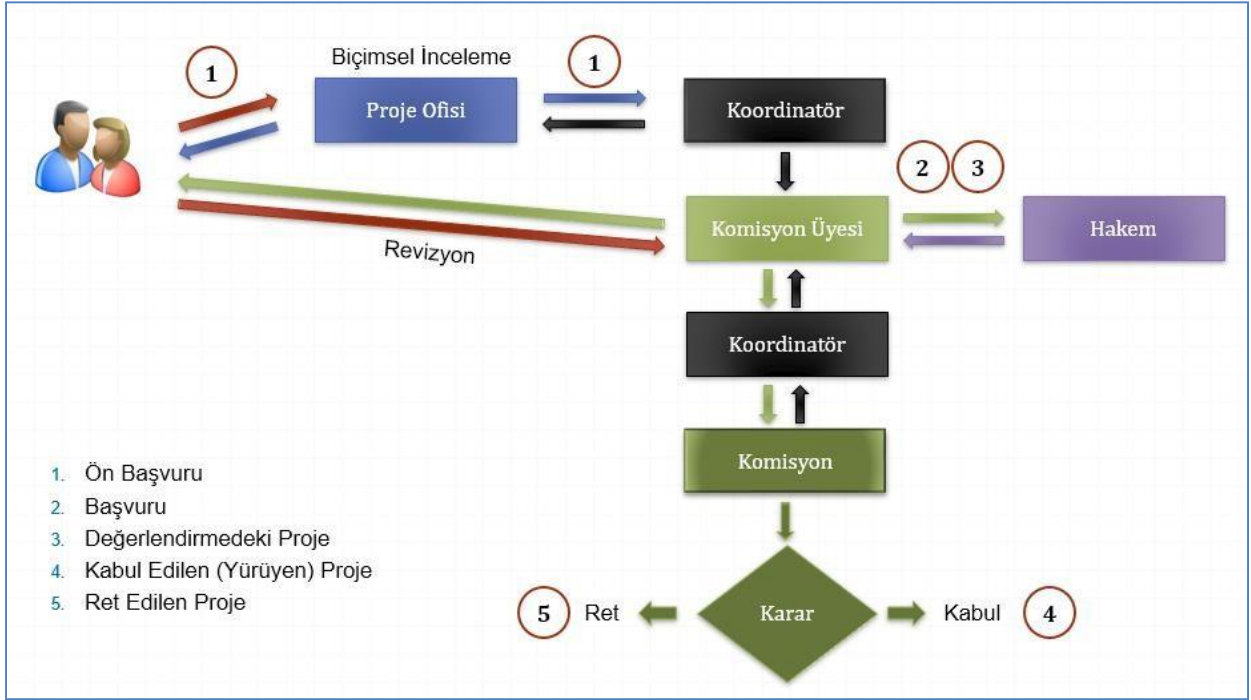 Biçimsel İnceleme
1
1
Proje Ofisi
Koordinatör
2
3
Komisyon Üyesi
Hakem
Revizyon
Koordinatör
Komisyon
1. Ön Başvuru
2. Başvuru
3. Değerlendirmedeki Proje
4. Kabul Edilen (Yürüyen) Proje
5. Ret Edilen Proje
5
Ret
Karar
Kabul
4